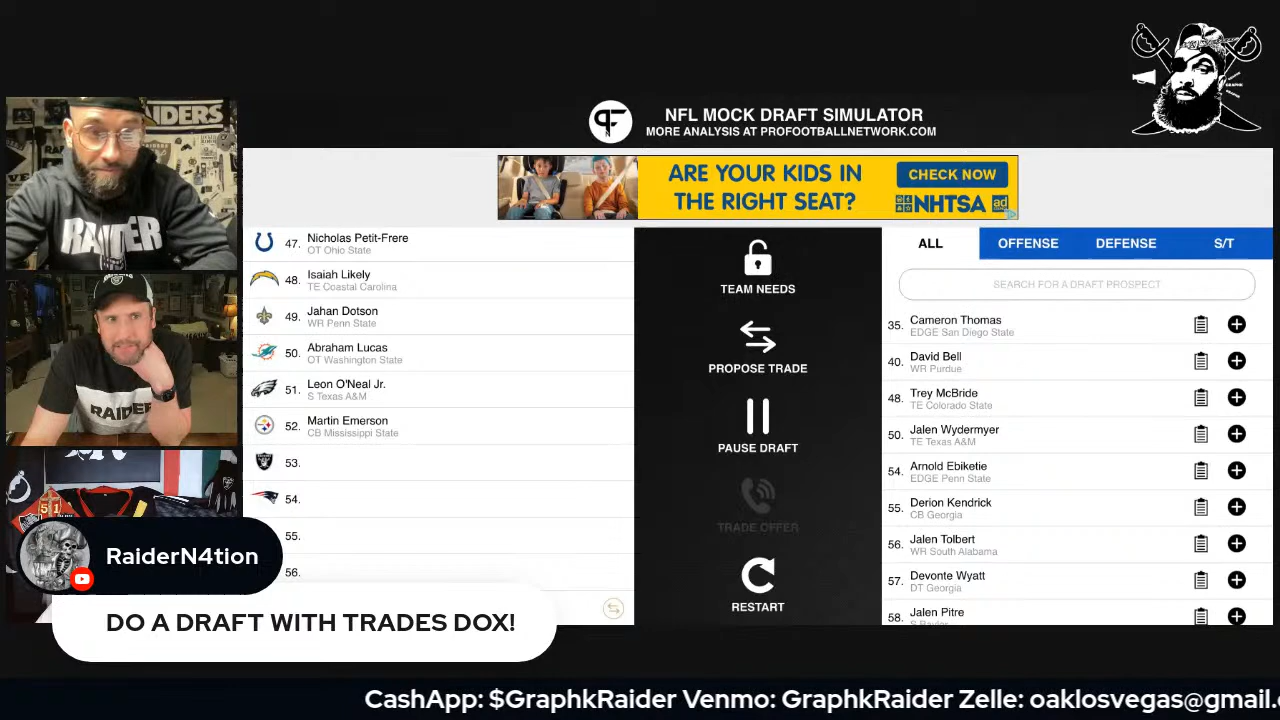 RAIDERS
RAIDER
RAIDER
51
NFL MOCK DRAFT SIMULATOR
MORE ANALYSIS AT PROFOOTBALLNETWORK.COM
ARE YOUR KIDS IN
THE RIGHT SEAT?
CHECK NOW
NHTSA
ad
47. Nicholas Petit-Frere
OT Ohio State
48. Isaiah Likely
TE Coastal Carolina
49. Jahan Dotson
WR Penn State
50. Abraham Lucas
OT Washington State
51. Leon O'Neal Jr.
S Texas A&M
52. Martin Emerson
CB Mississippi State
53.
54.
55.
56.
TEAM NEEDS
PROPOSE TRADE
PAUSE DRAFT
TRADE OFFER
RESTART
ALL OFFENSE DEFENSE S/T
SEARCH FOR A DRAFT PROSPECT
35. Cameron Thomas
EDGE San Diego State
40. David Bell
WR Purdue
48. Trey McBride
TE Colorado State
50. Jalen Wydermyer
TE Texas A&M
54. Arnold Ebiketie
EDGE Penn State
55. Derion Kendrick
CB Georgia
56. Jalen Tolbert
WR South Alabama
57. Devonte Wyatt
DT Georgia
58. Jalen Pitre
S Baylor
RaiderN4tion
DO A DRAFT WITH TRADES DOX!
CashApp: $GraphkRaider Venmo: GraphkRaider Zelle: oaklosvegas@gmail.